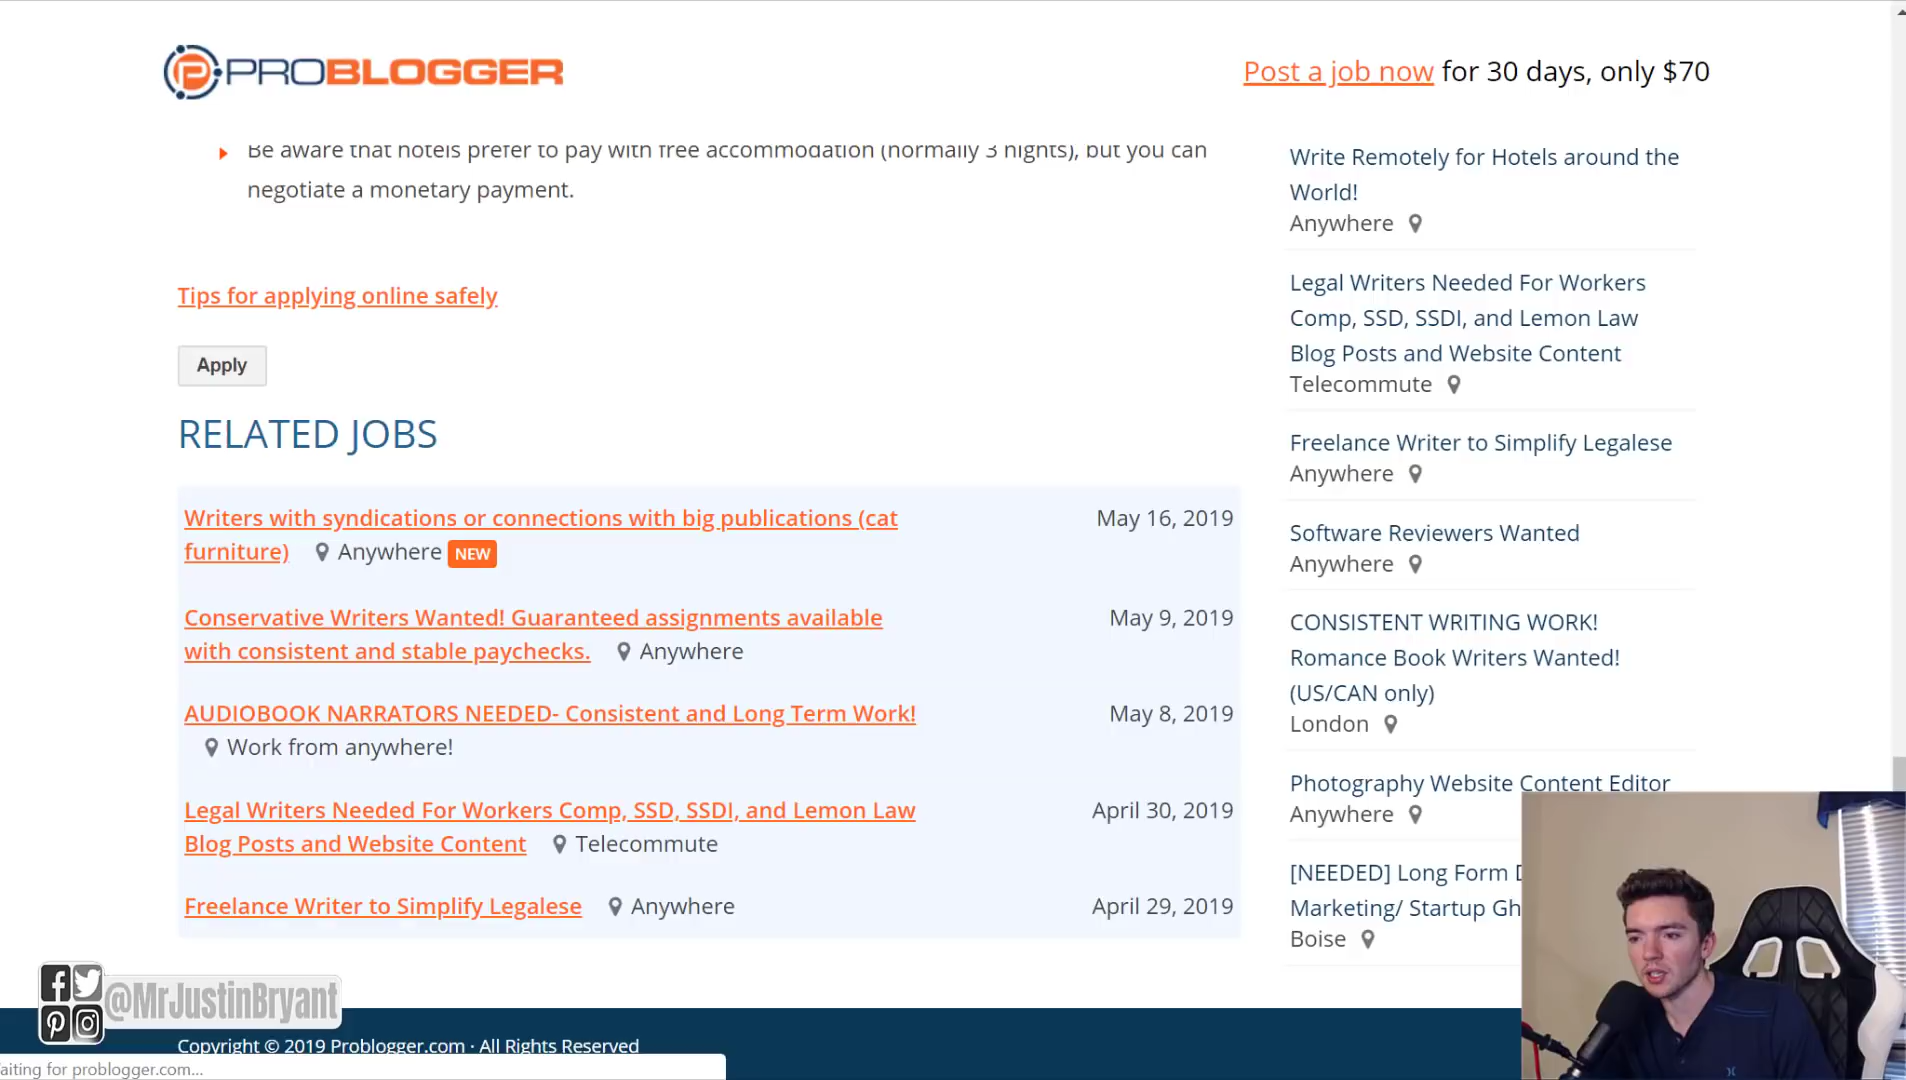 PROBLOGGER
Post a job now for 30 days, only $70
Be aware that hotels prefer to pay with free accommodation (normally 3 nights), but you can
negotiate a monetary payment.
Tips for applying online safely
Apply
RELATED JOBS
Writers with syndications or connections with big publications (cat
furniture) Anywhere NEW
May 16, 2019
Conservative Writers Wanted! Guaranteed assignments available
with consistent and stable paychecks. Anywhere
May 9, 2019
AUDIOBOOK NARRATORS NEEDED- Consistent and Long Term Work!
Work from anywhere!
May 8, 2019
Legal Writers Needed For Workers Comp, SSD, SSDI, and Lemon Law
Blog Posts and Website Content Telecommute
April 30, 2019
Freelance Writer to Simplify Legalese Anywhere
April 29, 2019
Write Remotely for Hotels around the
World!
Anywhere
Legal Writers Needed For Workers
Comp, SSD, SSDI, and Lemon Law
Blog Posts and Website Content
Telecommute
Freelance Writer to Simplify Legalese
Anywhere
Software Reviewers Wanted
Anywhere
CONSISTENT WRITING WORK!
Romance Book Writers Wanted!
(US/CAN only)
London
Photography Website Content Editor
Anywhere
[NEEDED] Long Form
Marketing/ Startup Gh
Boise
@MrJustinBryant
Copyright © 2019 Problogger.com · All Rights Reserved
aiting for problogger.com...